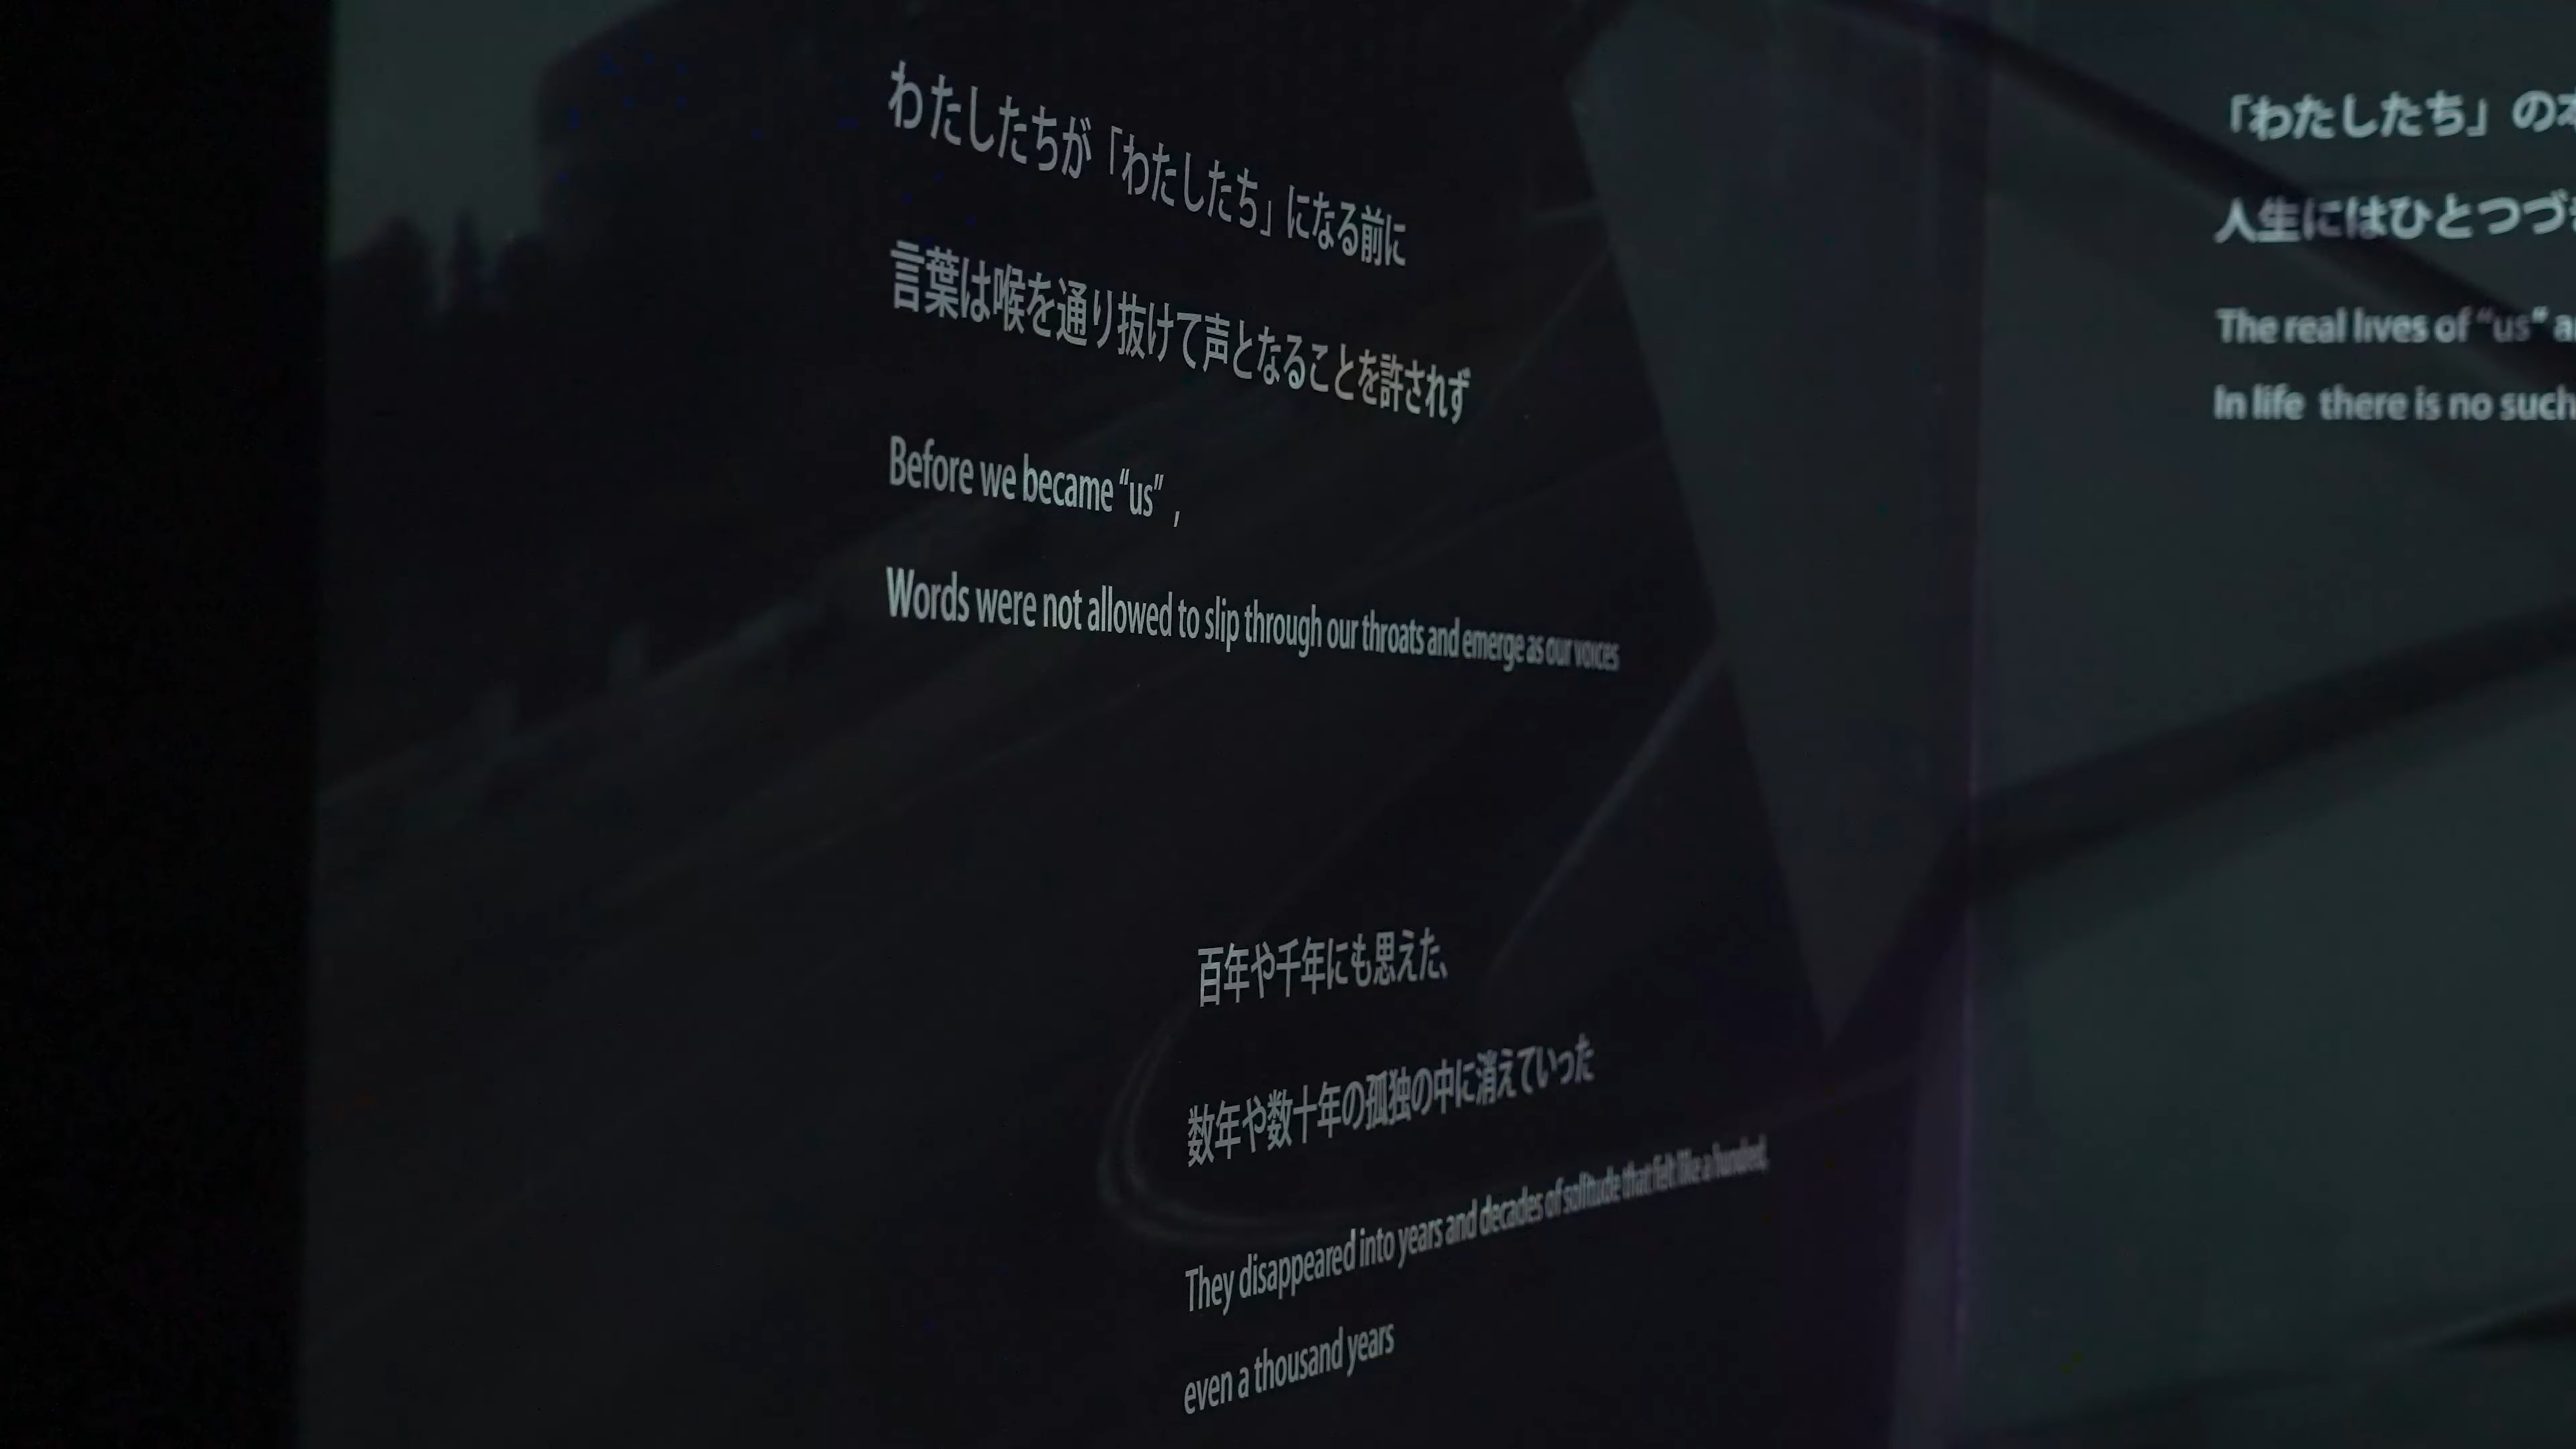 わたしたちが「わたしたち」になる前に
言葉は喉を通り抜けて声となることを許されず
Before we became “us” ,
Words were not allowed to slip through our throats and emerge as our voices
百年や千年にも思えた、
数年や数十年の孤独の中に消えていった
They disappeared into years and decades of solitude that felt like a hundred,
even a thousand years
「わたしたち」の
人生にはひとつづ
The real lives of “us”
In life there is no such